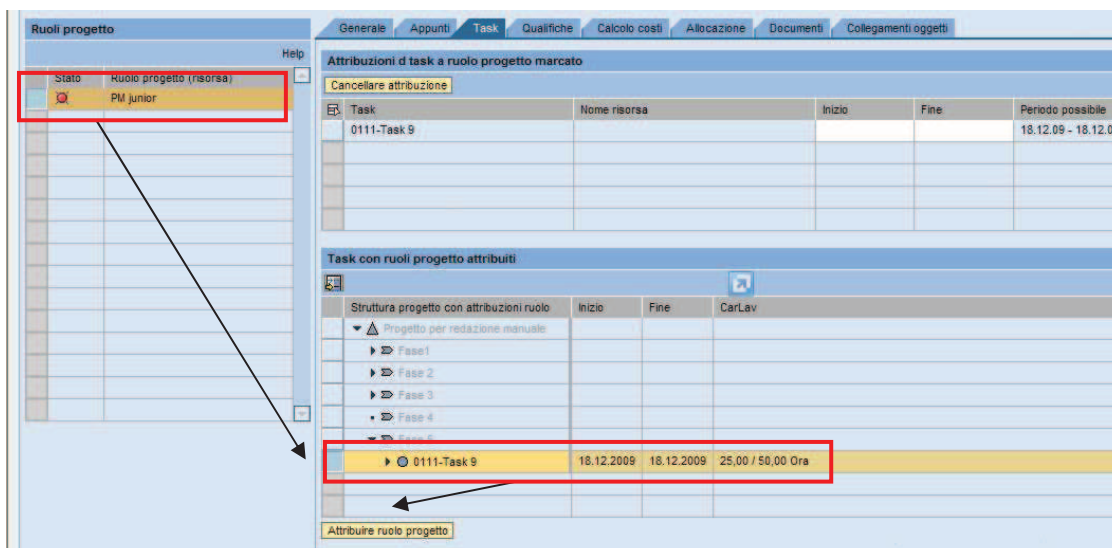 Ruoli progetto
Help
Stato Ruolo progetto (risorsa)
PM junior
Generale Appunti Task Qualifiche Calcolo costi Allocazione Documenti Collegamenti oggetti
Attribuzioni d task a ruolo progetto marcato
Cancellare attribuzione
Task Nome risorsa Inizio Fine Periodo possibile
0111-Task 9 18.12.09 - 18.12.0
Task con ruoli progetto attribuiti
Struttura progetto con attribuzioni ruolo Inizio Fine CarLav
Progetto per redazione manuale
Fase1
Fase 2
Fase 3
Fase 4
Fase 5
0111-Task 9 18.12.2009 18.12.2009 25,00 / 50,00 Ora
Attribuire ruolo progetto